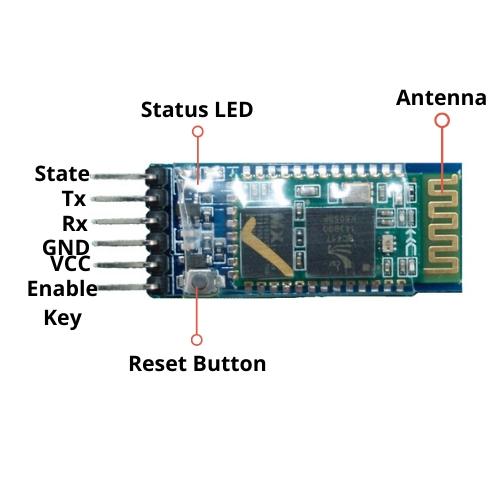 Status LED
Antenna
State
Tx
Rx
GND
VCC
Enable
Key
Reset Button